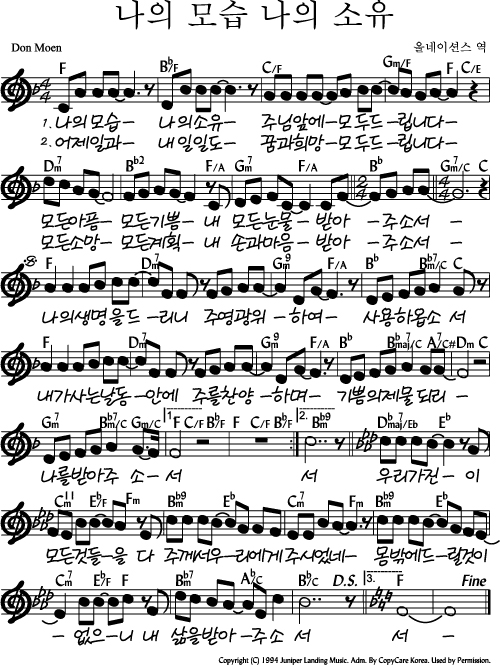 나의 모습 나의 소유
Don Moen 올네이션스 역
F B♭/F C/F Gm/F F C/E
1. 나의 모습 - 나의소유 - 주님앞에 - 모두드 - 립니다 -
2. 어제일과 - 내일일도 - 꿈과희망 - 모두드 - 립니다 -
Dm7 B♭2 F/A Gm7 F/A B♭ Gm7/C C
모든아픔 - 모든기쁨 - 내 모든눈물 - 받아 - 주소서 -
모든소망 - 모든계획 - 내 손과마음 - 받아 - 주소서 -
F Dm7 Gm9 F/A B♭ B♭m/C C
나의생명을드 - 리니 주영광위 - 하여 - 사용하옵소 서
F Dm7 Gm7 F/A B♭ B♭maj7/C A7/C# Dm C
내가사는날동 - 안에 주를찬양 - 하며 - 기쁨의제물되리 -
Gm7 B♭m7/C Gm7/C 1. F C/F B♭/F F C/F B♭/F 2. B♭9m D♭maj7/E♭ E♭
나를받아주 소 - 서 서 우리가진 - 이
Cm11 E♭/F Fm B♭m9 E♭ Cm7 Fm B♭m9 E♭
모든것들 - 을 다 주께서우 - 리에게주시었네 - 몸밖에드 - 릴것이
Cm7 E♭/F F B♭m7 A♭/C B♭/C D.S. 3. F Fine
- 없으 - 니 내 삶을받아 - 주소 서 - 서
Copyright (C) 1994 Juniper Landing Music. Adm. By CopyCare Korea. Used by Permission.